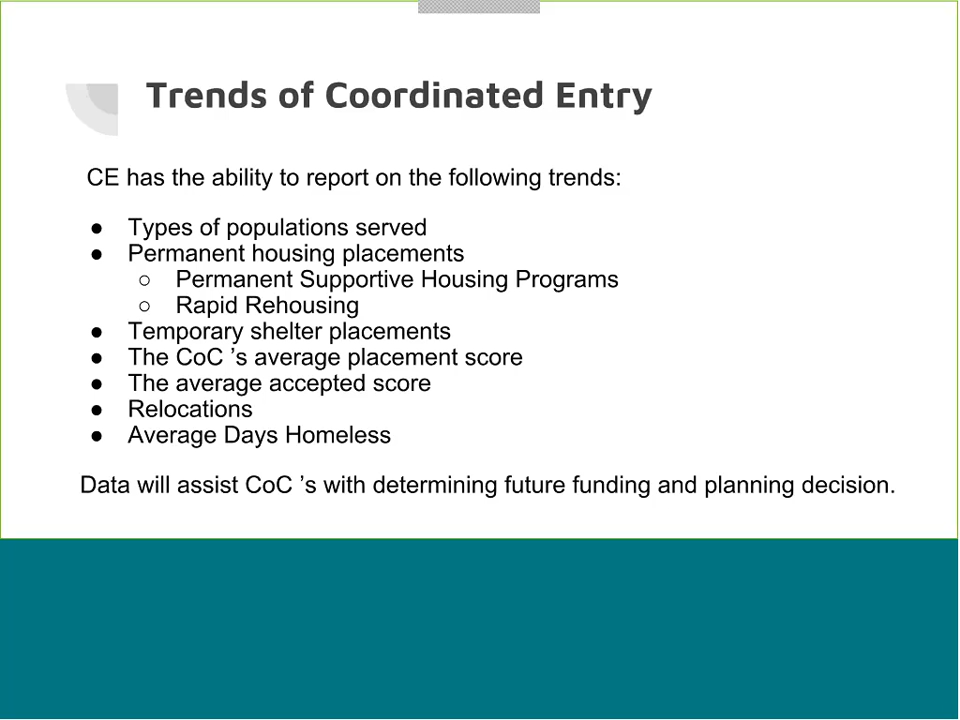 Trends of Coordinated Entry
CE has the ability to report on the following trends:
● Types of populations served
● Permanent housing placements
○ Permanent Supportive Housing Programs
○ Rapid Rehousing
● Temporary shelter placements
● The CoC ’s average placement score
● The average accepted score
● Relocations
● Average Days Homeless
Data will assist CoC ’s with determining future funding and planning decision.